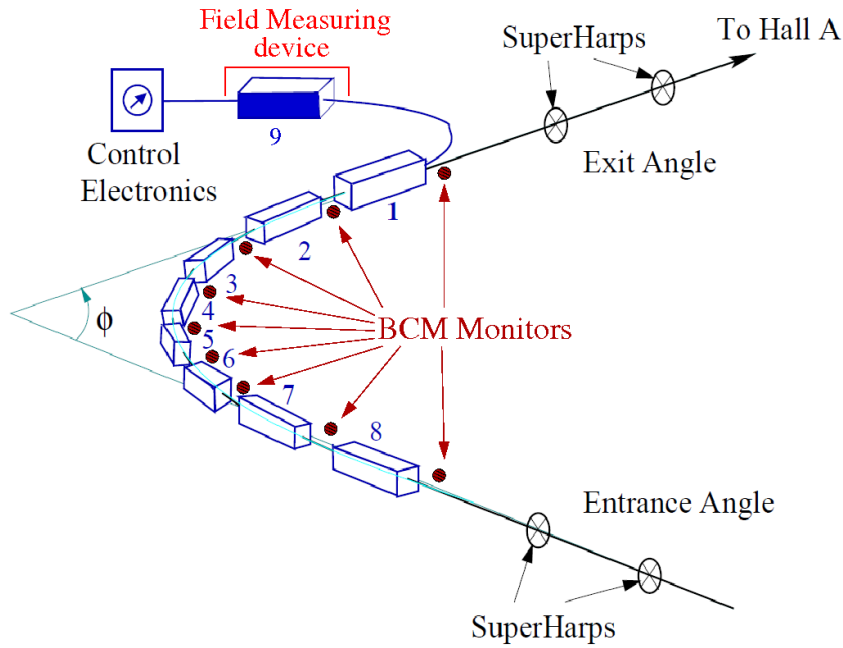 Field Measuring
device
SuperHarps
To Hall A
9
Control
Electronics
Exit Angle
1
2
3
4
5
6
7
8
ϕ
BCM Monitors
Entrance Angle
SuperHarps